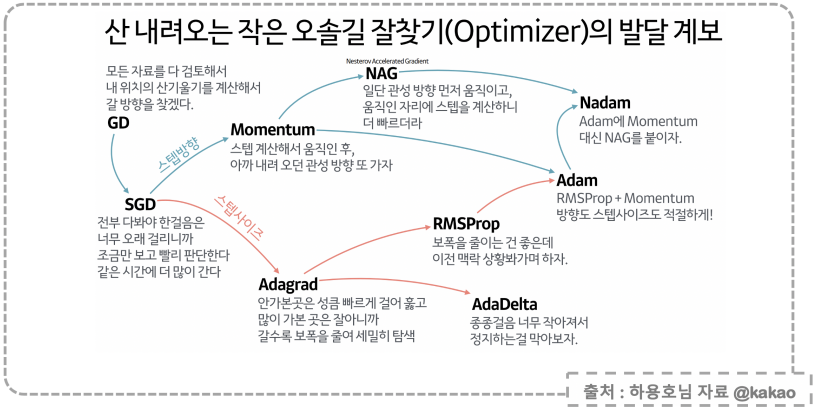 산 내려오는 작은 오솔길 잘찾기(Optimizer)의 발달 계보
모든 자료를 다 검토해서
내 위치의 산기울기를 계산해서
갈 방향을 찾겠다.
GD
스텝방향
SGD
전부 다봐야 한걸음은
너무 오래 걸리니까
조금만 보고 빨리 판단한다
같은 시간에 더 많이 간다
스텝사이즈
Momentum
스텝 계산해서 움직인 후,
아까 내려 오던 관성 방향 또 가자
Nesterov Accelerated Gradient
NAG
일단 관성 방향 먼저 움직이고,
움직인 자리에 스텝을 계산하니
더 빠르더라
Nadam
Adam에 Momentum
대신 NAG를 붙이자.
Adam
RMSProp + Momentum
방향도 스텝사이즈도 적절하게!
RMSProp
보폭을 줄이는 건 좋은데
이전 맥락 상황봐가며 하자.
Adagrad
안가본곳은 성큼 빠르게 걸어 훑고
많이 가본 곳은 잘아니까
갈수록 보폭을 줄여 세밀히 탐색
AdaDelta
종종걸음 너무 작아져서
정지하는걸 막아보자.
출처 : 하용호님 자료 @kakao